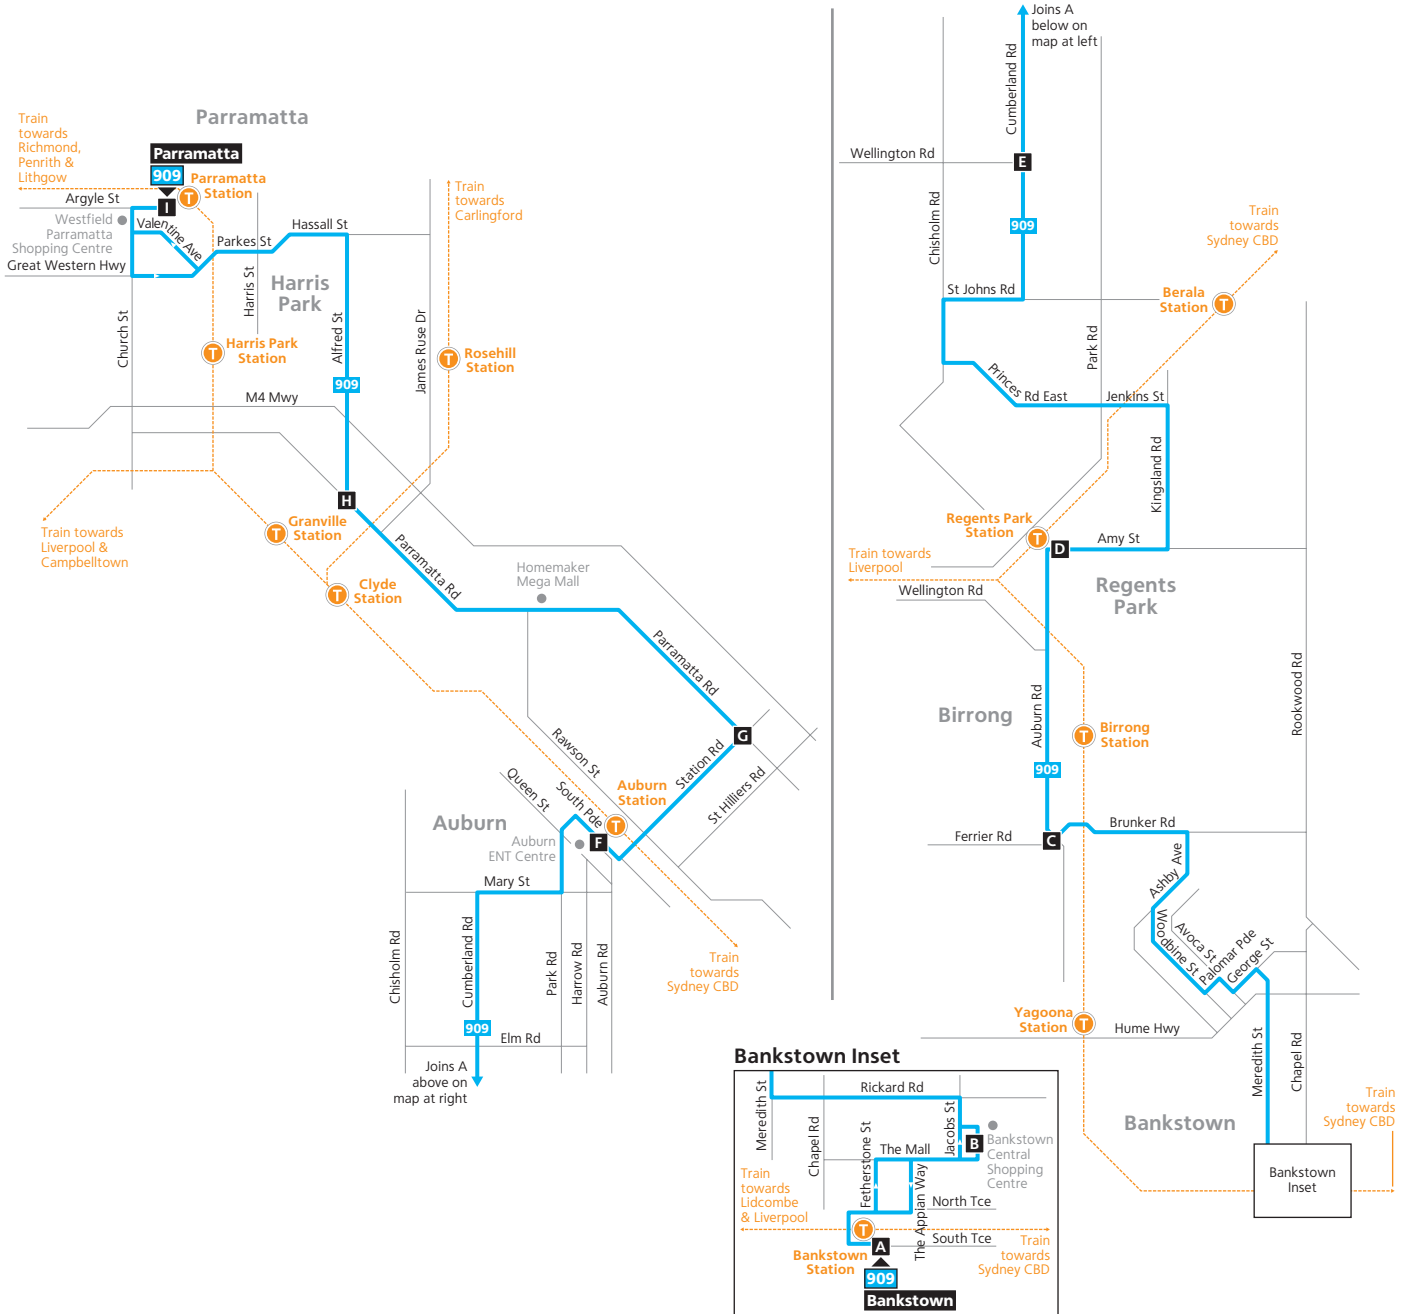 Parramatta
Train
towards
Richmond,
Penrith &
Lithgow
Parramatta
909
Parramatta
Station
Argyle St
I
Westfield
Parramatta
Shopping Centre
Valentine Ave
Great Western Hwy
Parkes St
Hassall St
Harris St
Harris
Park
Church St
Alfred St
James Ruse Dr
Train
towards
Carlingford
Harris Park
Station
Rosehill
Station
909
M4 Mwy
H
Granville
Station
Train towards
Liverpool &
Campbelltown
Parramatta Rd
Clyde
Station
Homemaker
Mega Mall
Parramatta Rd
G
Rawson St
Station Rd
St Hilliers Rd
Queen St
South Pde
Auburn
Station
Auburn
F
Auburn
ENT Centre
Mary St
Chisholm Rd
Cumberland Rd
Park Rd
Harrow Rd
Auburn Rd
Train
towards
Sydney CBD
909
Elm Rd
Joins A
above on
map at right
Joins A
below on
map at left
Cumberland Rd
Wellington Rd
E
Chisholm Rd
909
Train
towards
Sydney CBD
St Johns Rd
Berala
Station
Park Rd
Princes
Rd East
Jenkins St
Kingsland Rd
Regents Park
Station
D
Amy St
Train towards
Liverpool
Wellington Rd
Regents
Park
Rookwood Rd
Auburn Rd
Birrong
Birrong
Station
909
Ferrier Rd
C
Brunker Rd
Ashby Ave
Woodbine St
Avoca St
Palomar Pde
George St
Yagoona
Station
Hume Hwy
Meredith St
Chapel Rd
Bankstown
Train
towards
Sydney CBD
Bankstown
Inset
Bankstown Inset
Meredith St
Rickard Rd
Chapel Rd
Fetherstone St
Jacobs St
The Mall
B
Bankstown
Central
Shopping
Centre
Train
towards
Lidcombe
& Liverpool
The Appian Way
North Tce
South Tce
Bankstown
Station
A
Train
towards
Sydney CBD
909
Bankstown
T
T
T
T
T
T
T
T
T
T
T